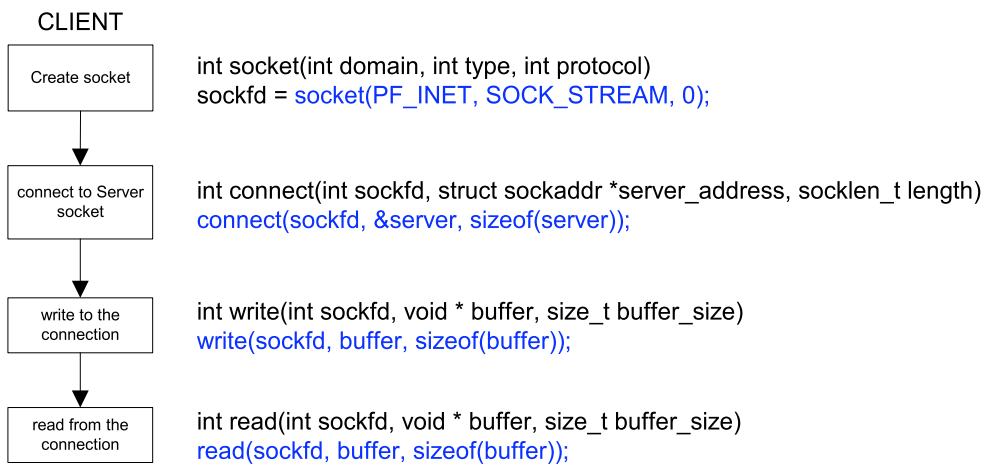 CLIENT
Create socket
int socket(int domain, int type, int protocol)
sockfd = socket(PF_INET, SOCK_STREAM, 0);
connect to Server
socket
int connect(int sockfd, struct sockaddr *server_address, socklen_t length)
connect(sockfd, &server, sizeof(server));
write to the
connection
int write(int sockfd, void * buffer, size_t buffer_size)
write(sockfd, buffer, sizeof(buffer));
read from the
connection
int read(int sockfd, void * buffer, size_t buffer_size)
read(sockfd, buffer, sizeof(buffer));